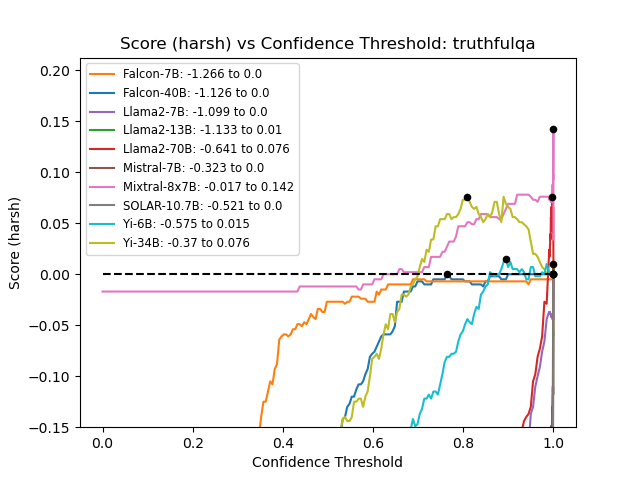 Score (harsh) vs Confidence Threshold: truthfulqa
Score (harsh)
0.20
0.15
0.10
0.05
0.00
−0.05
−0.10
−0.15
Falcon-7B: -1.266 to 0.0
Falcon-40B: -1.126 to 0.0
Llama2-7B: -1.099 to 0.0
Llama2-13B: -1.133 to 0.01
Llama2-70B: -0.641 to 0.076
Mistral-7B: -0.323 to 0.0
Mixtral-8x7B: -0.017 to 0.142
SOLAR-10.7B: -0.521 to 0.0
Yi-6B: -0.575 to 0.015
Yi-34B: -0.37 to 0.076
0.0 0.2 0.4 0.6 0.8 1.0
Confidence Threshold